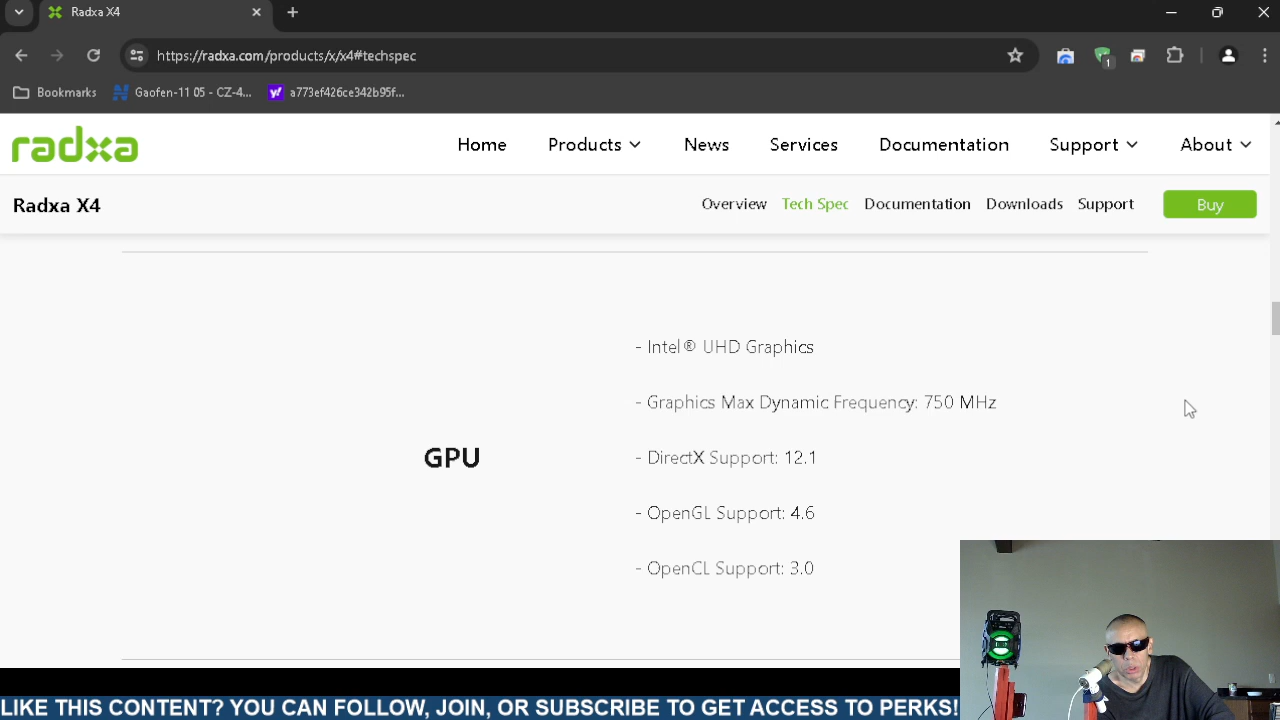 Radxa X4
https://radxa.com/products/x/x4#techspec
1
Bookmarks Gaofen-11 05 - CZ-4... a773ef426ce342b95f...
radxa Home Products News Services Documentation Support About
Radxa X4 Overview Tech Spec Documentation Downloads Support Buy
- Intel® UHD Graphics
- Graphics Max Dynamic Frequency: 750 MHz
GPU - DirectX Support: 12.1
- OpenGL Support: 4.6
- OpenCL Support: 3.0
LIKE THIS CONTENT? YOU CAN FOLLOW, JOIN, OR SUBSCRIBE TO GET ACCESS TO PERKS!